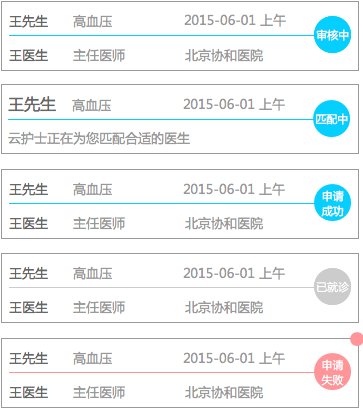 王先生 高血压 2015-06-01 上午
审核中
王医生 主任医师 北京协和医院
王先生 高血压 2015-06-01 上午
匹配中
云护士正在为您匹配合适的医生
王先生 高血压 2015-06-01 上午
申请
成功
王医生 主任医师 北京协和医院
王先生 高血压 2015-06-01 上午
已就诊
王医生 主任医师 北京协和医院
王先生 高血压 2015-06-01 上午
申请
失败
王医生 主任医师 北京协和医院